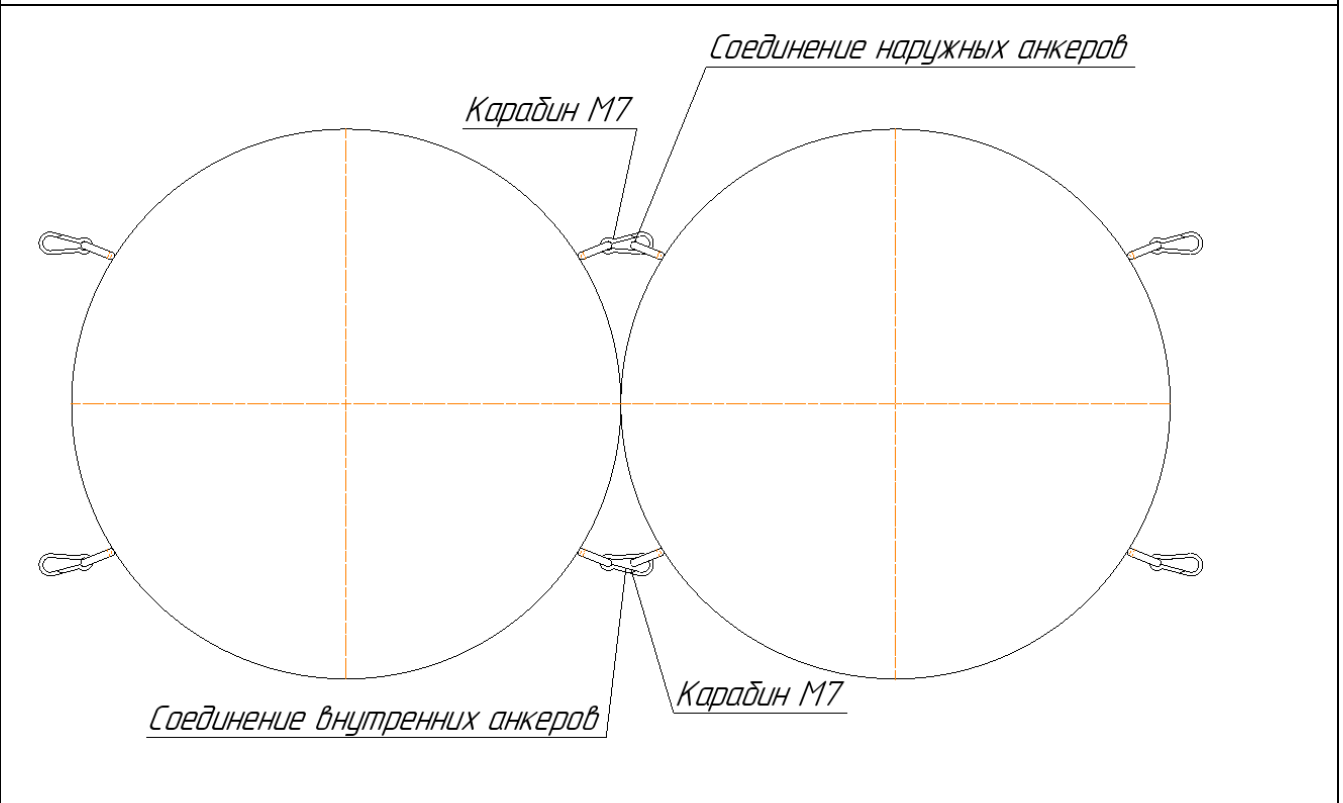 Соединение наружных анкеров
Карабин М7
Карабин М7
Соединение внутренних анкеров